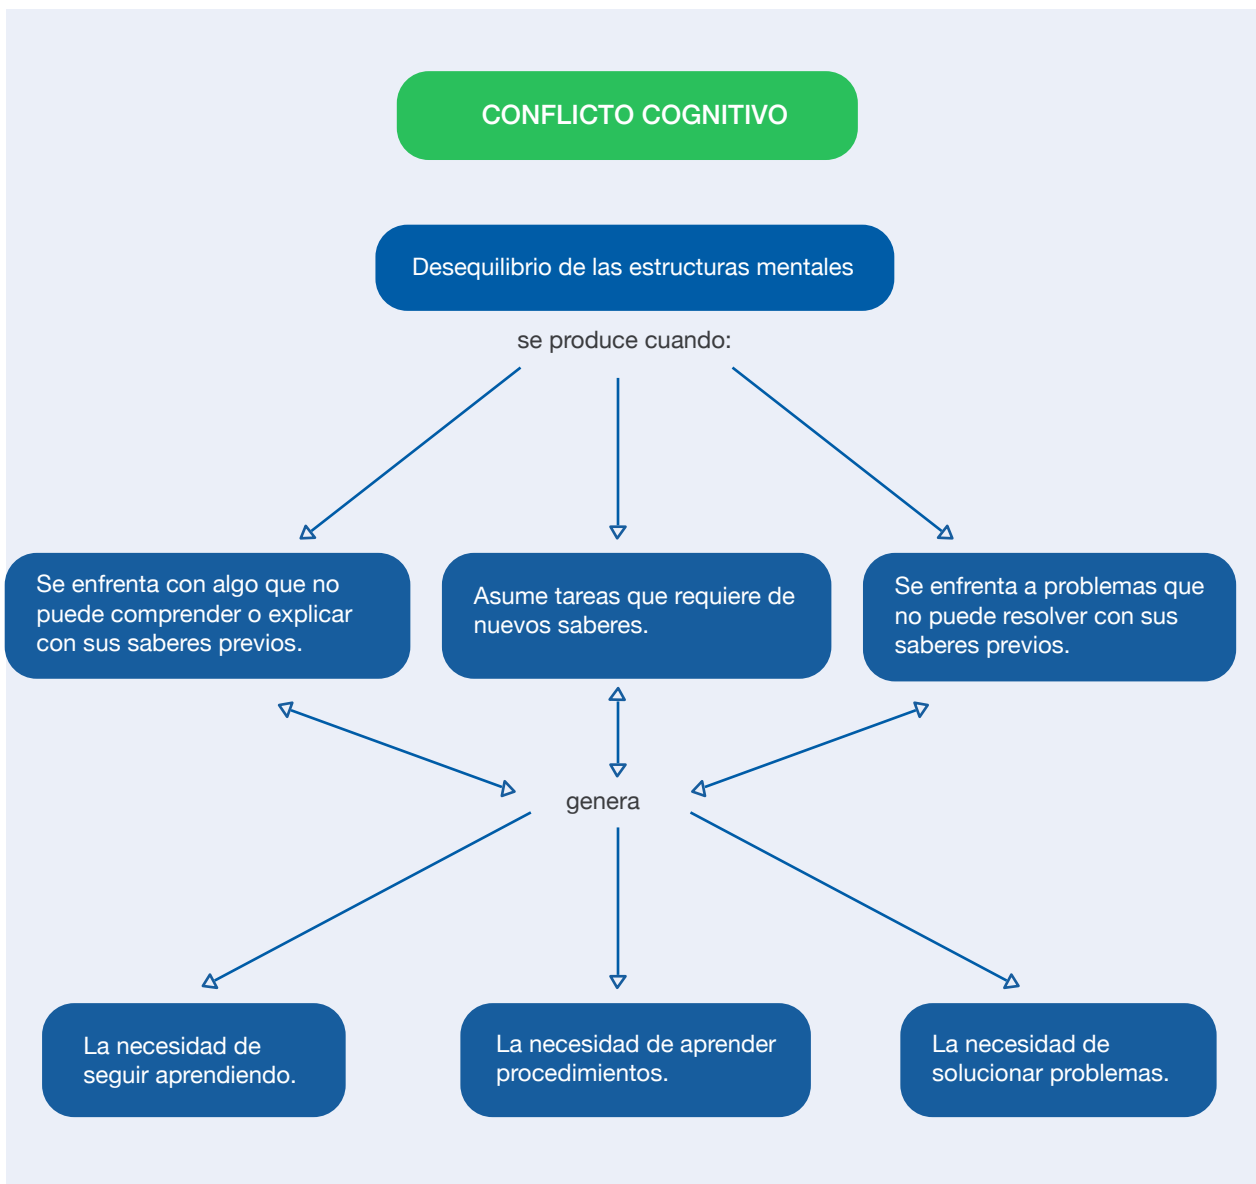 CONFLICTO COGNITIVO
Desequilibrio de las estructuras mentales
se produce cuando:
Se enfrenta con algo que no
puede comprender o explicar
con sus saberes previos.
Asume tareas que requiere de
nuevos saberes.
Se enfrenta a problemas que
no puede resolver con sus
saberes previos.
genera
La necesidad de
seguir aprendiendo.
La necesidad de aprender
procedimientos.
La necesidad de
solucionar problemas.